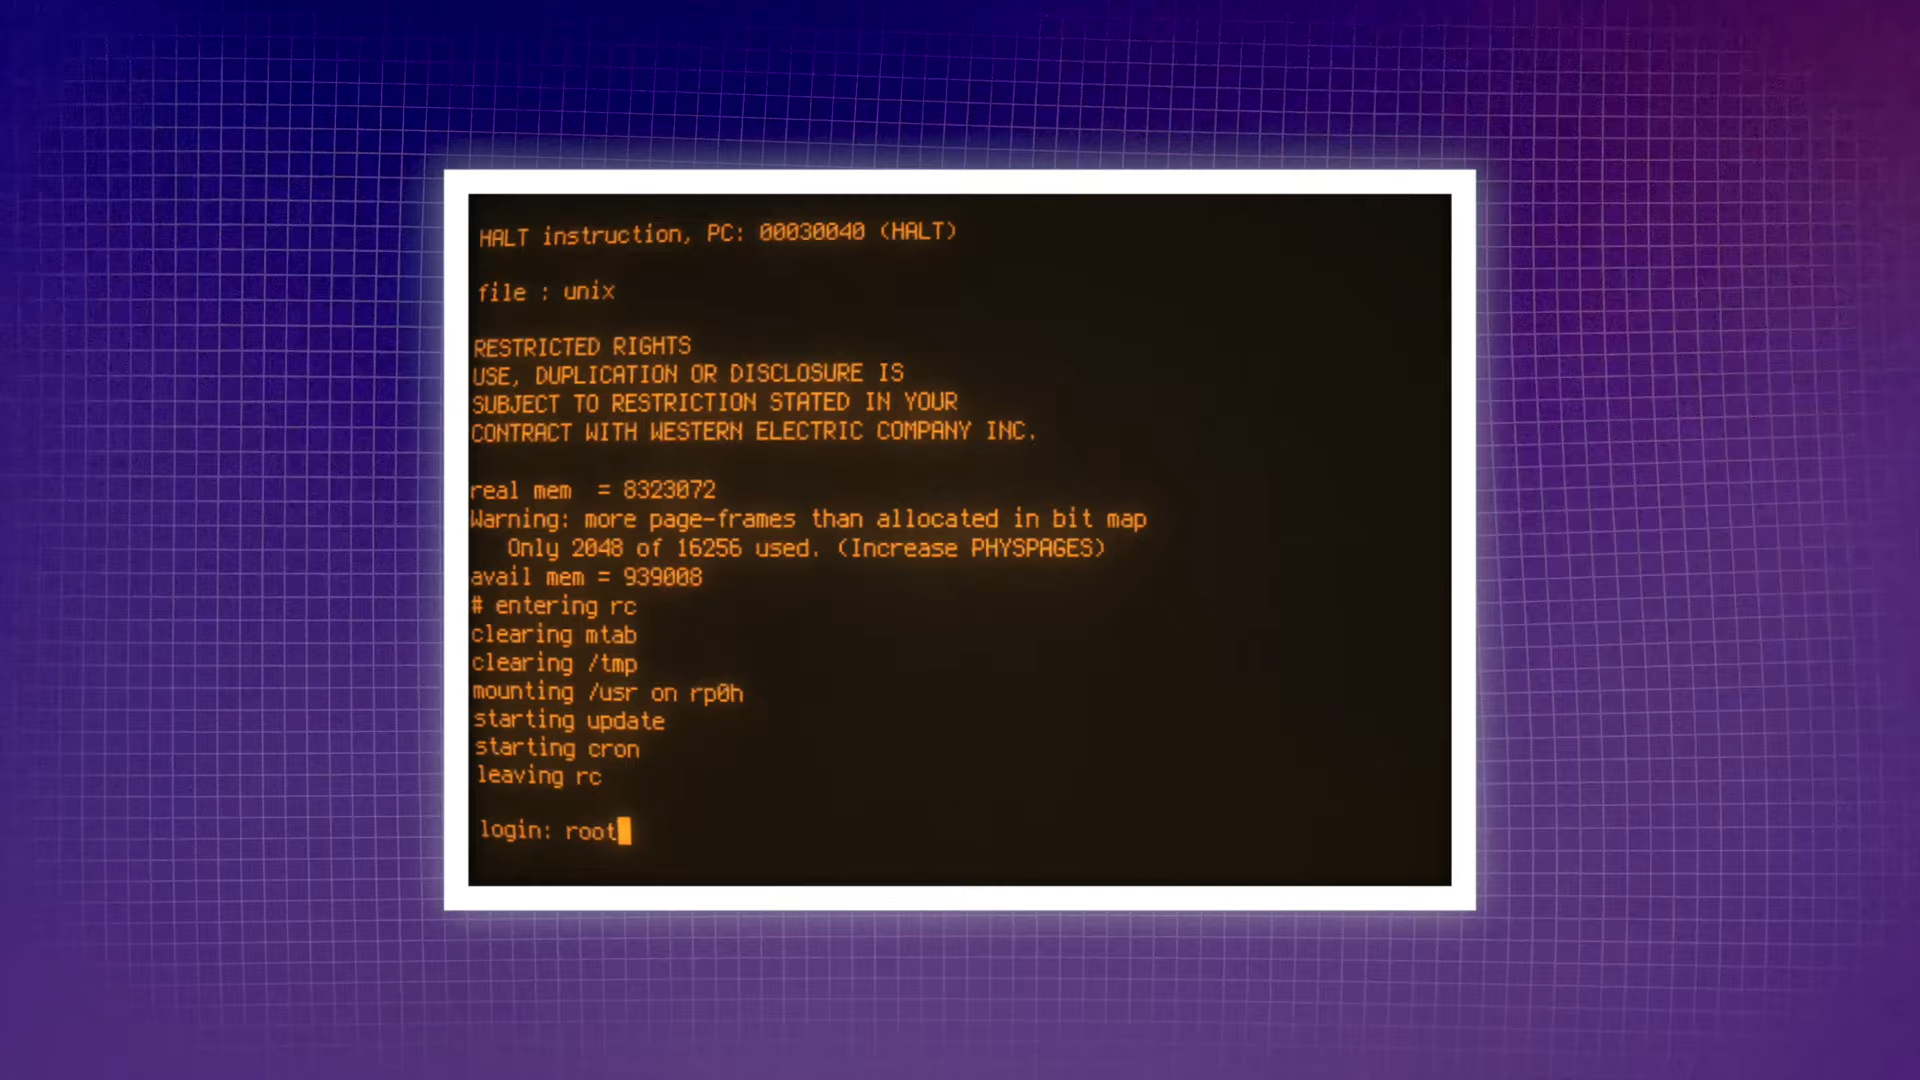 HALT instruction, PC: 00030040 (HALT)
file : unix
RESTRICTED RIGHTS
USE, DUPLICATION OR DISCLOSURE IS
SUBJECT TO RESTRICTION STATED IN YOUR
CONTRACT WITH WESTERN ELECTRIC COMPANY INC.
real mem  = 8323072
Warning: more page-frames than allocated in bit map
   Only 2048 of 16256 used. (Increase PHYSPAGES)
avail mem = 939008
# entering rc
clearing mtab
clearing /tmp
mounting /usr on rp0h
starting update
starting cron
leaving rc
login: root